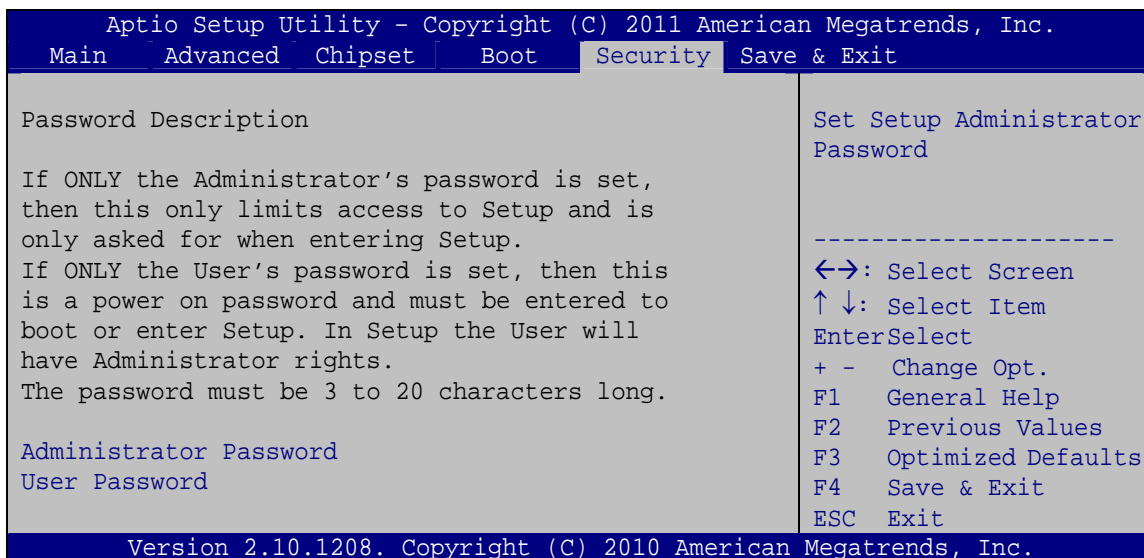 Aptio Setup Utility – Copyright (C) 2011 American Megatrends, Inc.
Main Advanced Chipset Boot Security Save & Exit
Password Description
If ONLY the Administrator's password is set,
then this only limits access to Setup and is
only asked for when entering Setup.
If ONLY the User's password is set, then this
is a power on password and must be entered to
boot or enter Setup. In Setup the User will
have Administrator rights.
The password must be 3 to 20 characters long.
Administrator Password
User Password
Set Setup Administrator
Password
---------------------
←→: Select Screen
↑ ↓: Select Item
EnterSelect
+ - Change Opt.
F1 General Help
F2 Previous Values
F3 Optimized Defaults
F4 Save & Exit
ESC Exit
Version 2.10.1208. Copyright (C) 2010 American Megatrends, Inc.